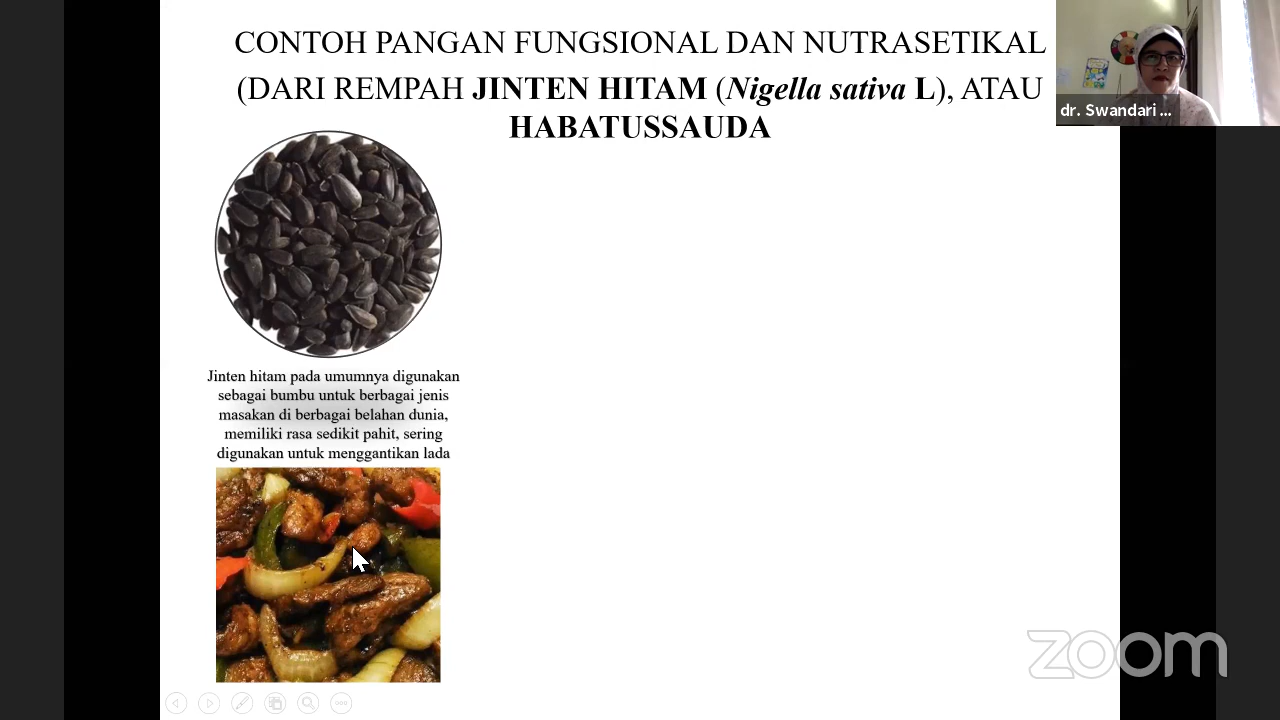 CONTOH PANGAN FUNGSIONAL DAN NUTRASETIKAL
(DARI REMPAH JINTEN HITAM (Nigella sativa L), ATAU
HABATUSSAUDA
dr. Swandari ...
Jinten hitam pada umumnya digunakan
sebagai bumbu untuk berbagai jenis
masakan di berbagai belahan dunia,
memiliki rasa sedikit pahit, sering
digunakan untuk menggantikan lada
zoom